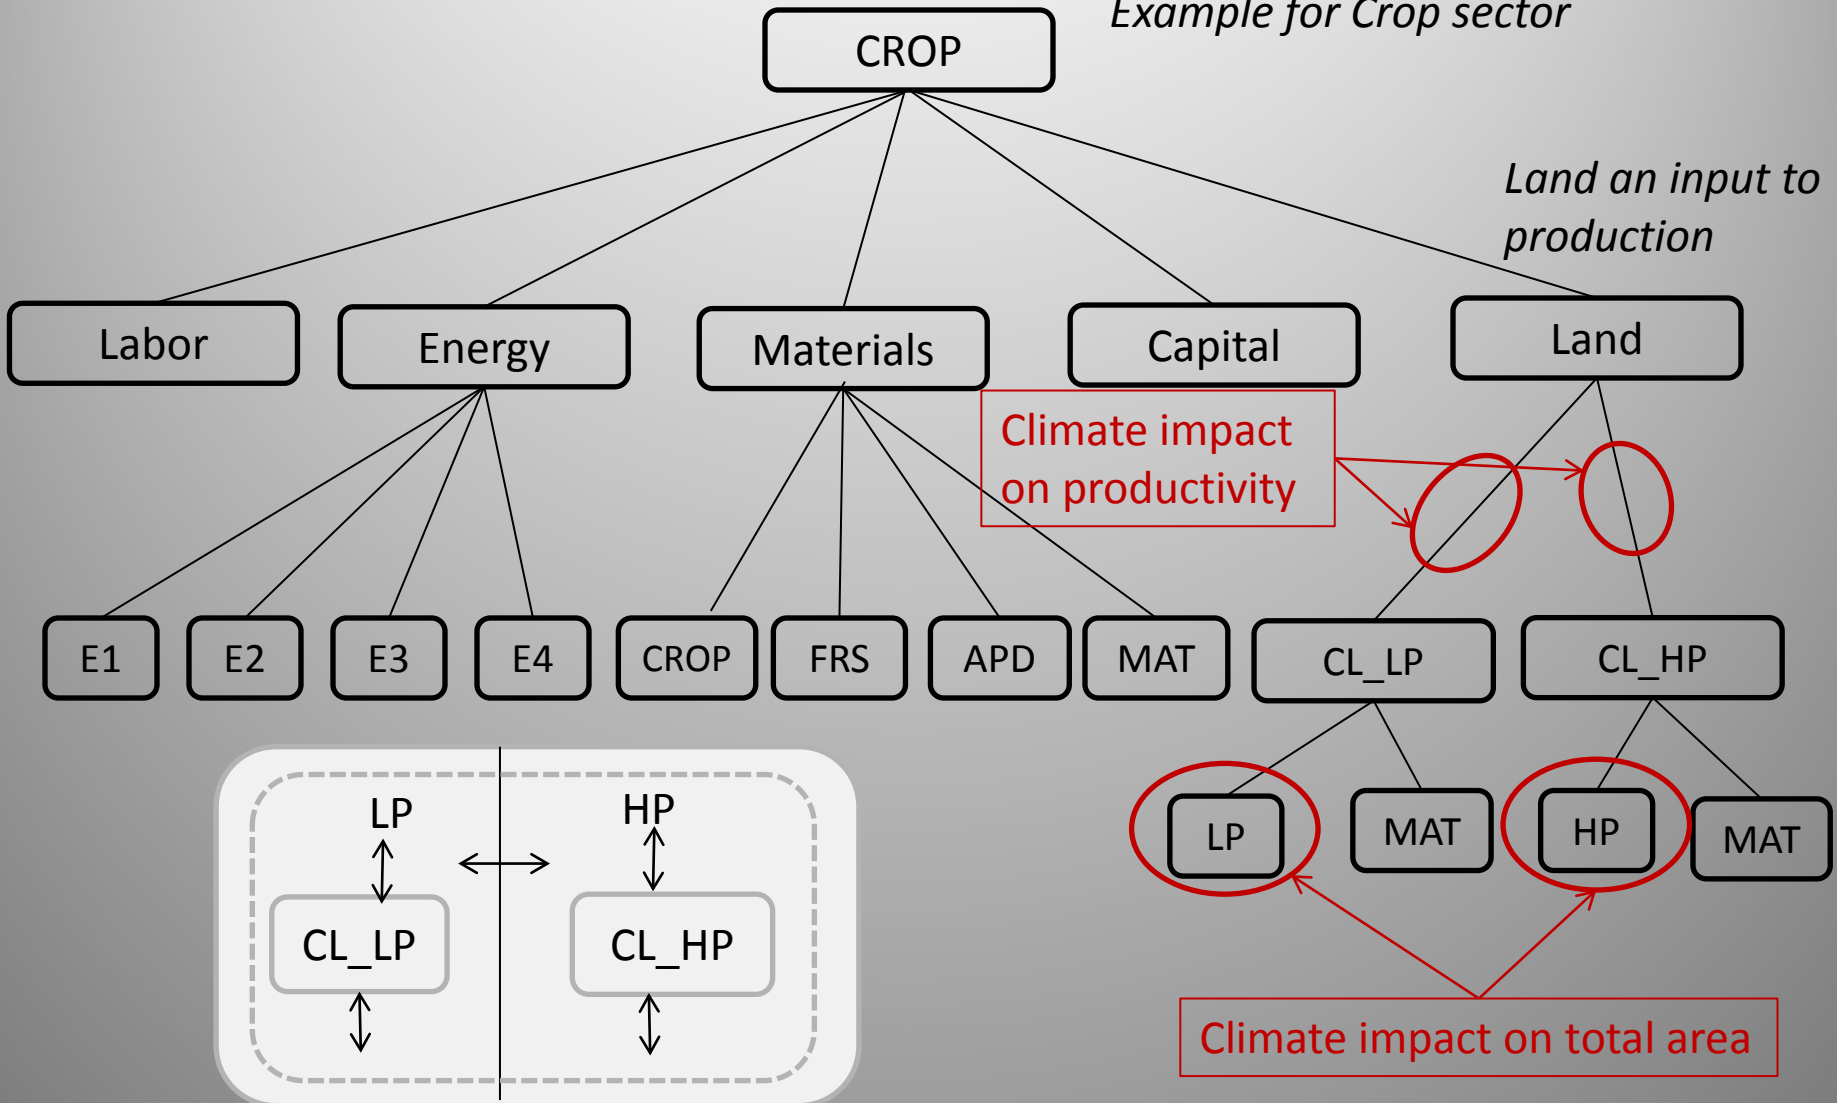 Example for Crop sector
CROP
Land an input to
production
Labor
Energy
Materials
Capital
Land
Climate impact
on productivity
E1
E2
E3
E4
CROP
FRS
APD
MAT
CL_LP
CL_HP
LP
MAT
HP
MAT
LP
HP
CL_LP
CL_HP
Climate impact on total area